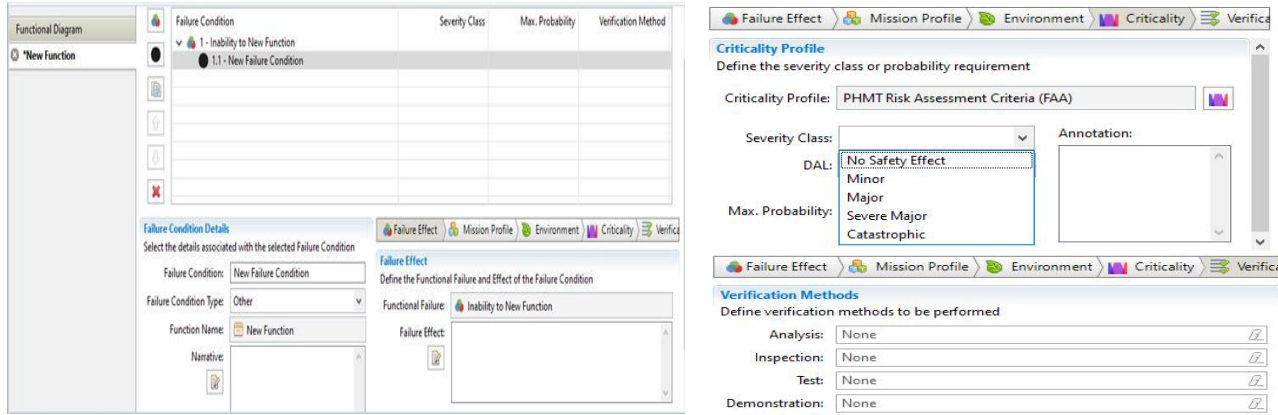 Functional Diagram
*New Function
Failure Condition Severity Class Max. Probability Verification Method
1 - Inability to New Function
1.1 - New Failure Condition
Failure Condition Details
Select the details associated with the selected Failure Condition
Failure Condition: New Failure Condition
Failure Condition Type: Other
Function Name: New Function
Narrative:
Failure Effect Mission Profile Environment Criticality Verifica
Failure Effect
Define the Functional Failure and Effect of the Failure Condition
Functional Failure: Inability to New Function
Failure Effect:
Failure Effect Mission Profile Environment Criticality Verifica
Criticality Profile
Define the severity class or probability requirement
Criticality Profile: PHMT Risk Assessment Criteria (FAA)
Severity Class:
Annotation:
DAL:
No Safety Effect
Minor
Major
Severe Major
Catastrophic
Max. Probability:
Failure Effect Mission Profile Environment Criticality Verifica
Verification Methods
Define verification methods to be performed
Analysis: None
Inspection: None
Test: None
Demonstration: None